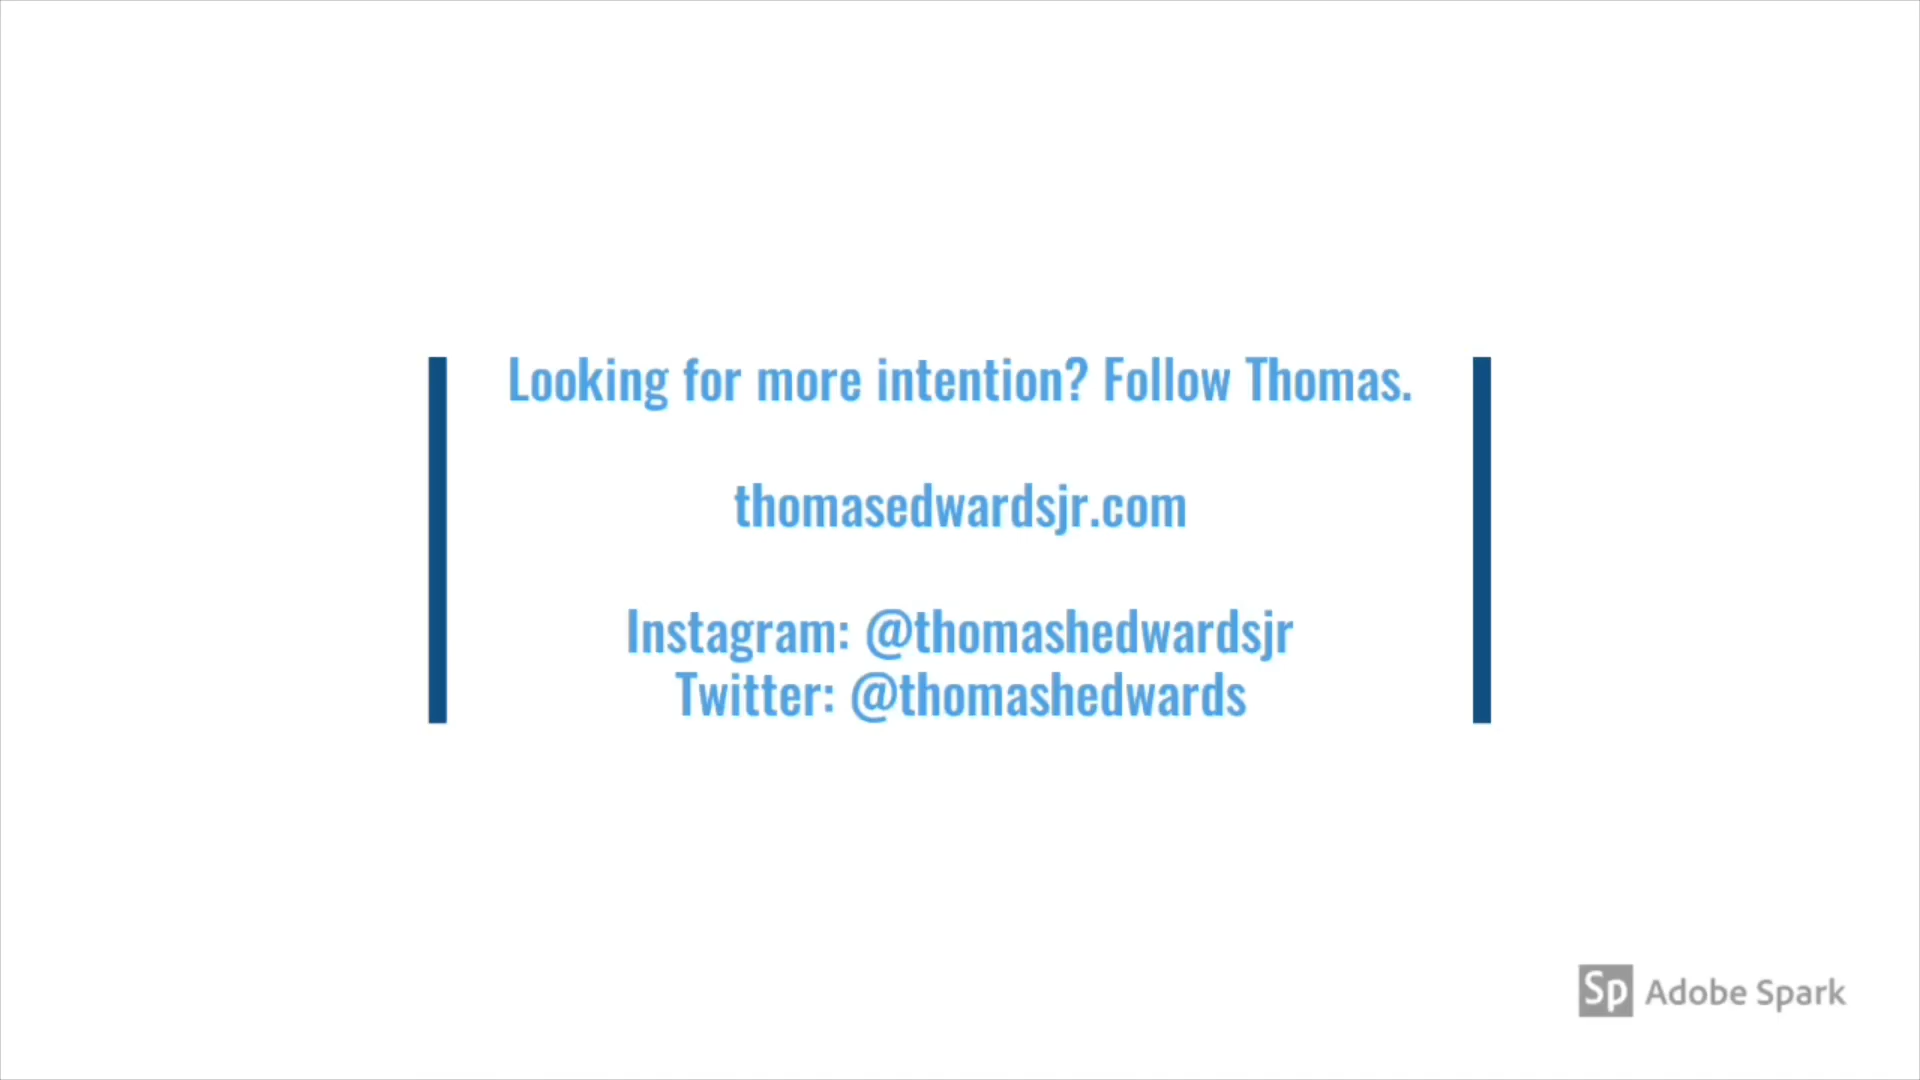 Looking for more intention? Follow Thomas.
thomasedwardsjr.com
Instagram: @thomashedwardsjr
Twitter: @thomashedwards
Sp Adobe Spark